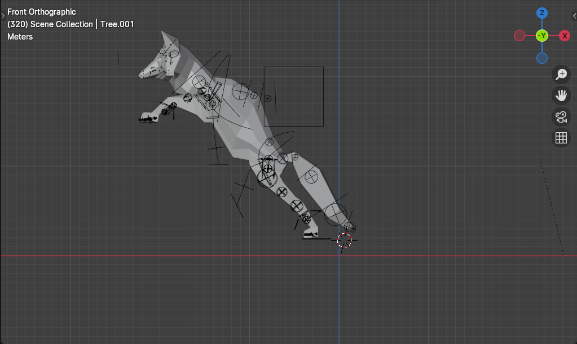 Front Orthographic
(320) Scene Collection | Tree.001
Meters
Z
-Y
X